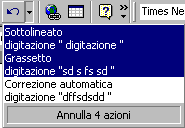 Times Ne
Sottolineato
digitazione " digitazione "
Grassetto
digitazione "sd s fs sd "
Correzione automatica
digitazione "dffsdsdd "
Annulla 4 azioni